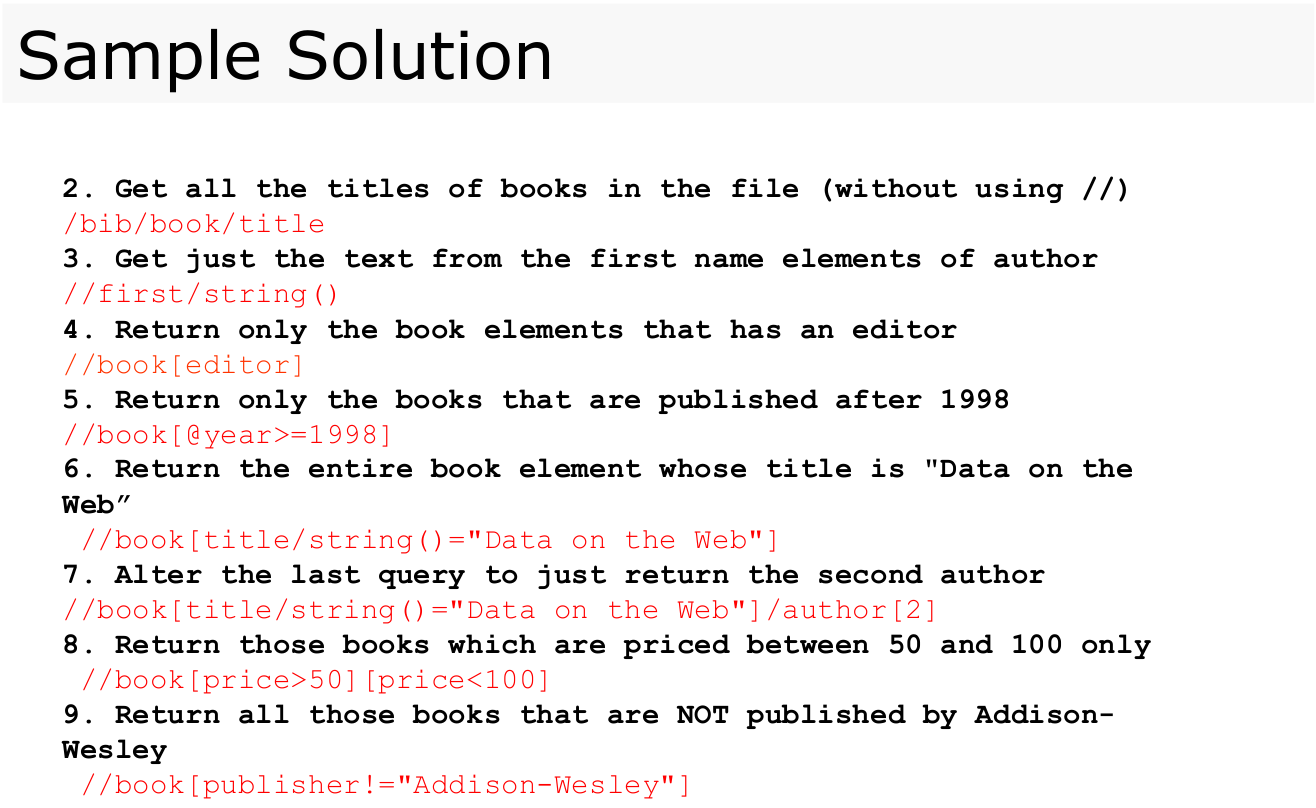 Sample Solution
2. Get all the titles of books in the file (without using //)
/bib/book/title
3. Get just the text from the first name elements of author
//first/string()
4. Return only the book elements that has an editor
//book[editor]
5. Return only the books that are published after 1998
//book[@year>=1998]
6. Return the entire book element whose title is "Data on the
Web”
//book[title/string()="Data on the Web"]
7. Alter the last query to just return the second author
//book[title/string()="Data on the Web"]/author[2]
8. Return those books which are priced between 50 and 100 only
//book[price>50][price<100]
9. Return all those books that are NOT published by Addison-
Wesley
//book[publisher!="Addison-Wesley"]